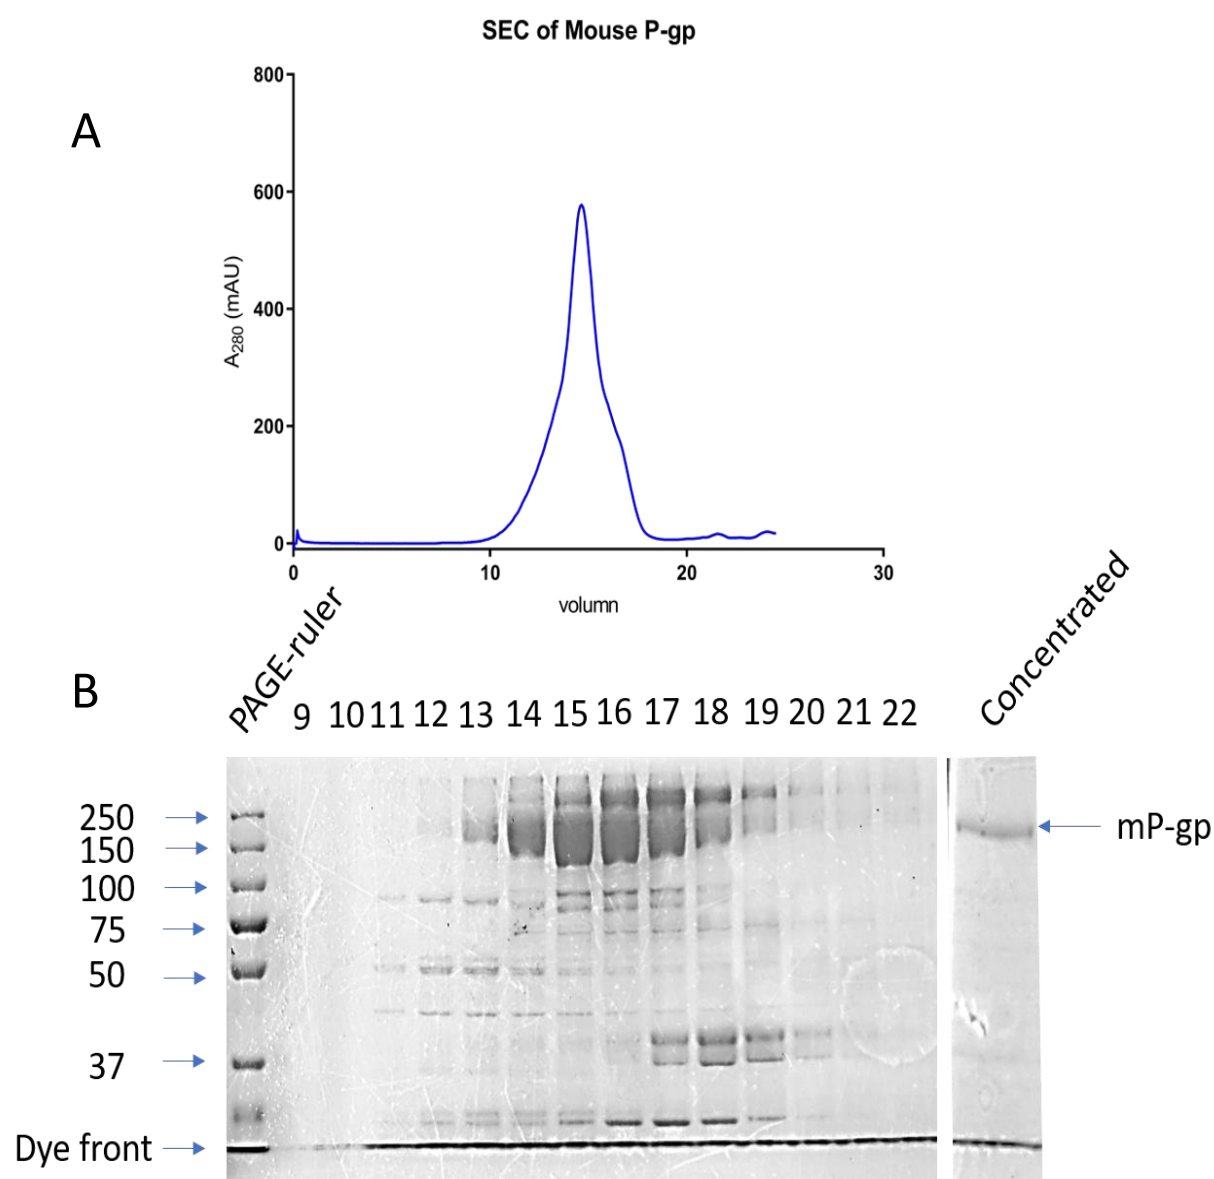 SEC of Mouse P-gp
A
800
600
400
200
0
A280 (mAU)
0 10 20 30
volumn
B
PAGE-ruler
9 10 11 12 13 14 15 16 17 18 19 20 21 22
Concentrated
250
150
100
75
50
37
Dye front
mP-gp